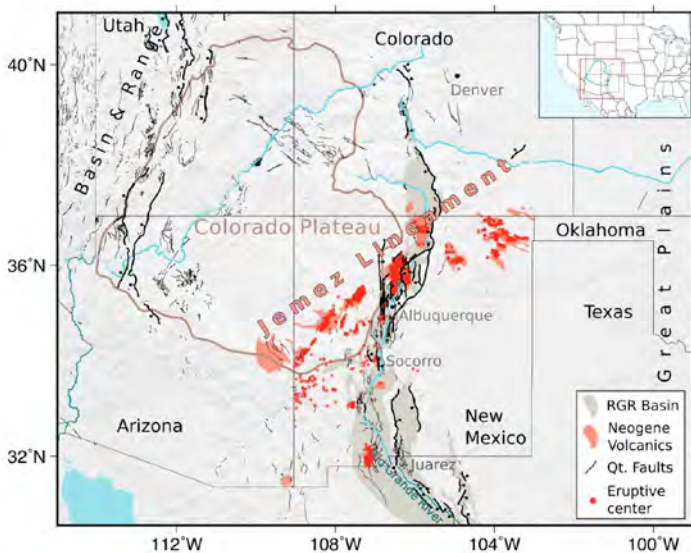 Utah
Colorado
Denver
40°N
Basin & Range
Great Plains
Jemez Lineament
Colorado Plateau
Oklahoma
36°N
Texas
Albuquerque
Socorro
Arizona
New
Mexico
32°N
Juarez
Grande River
RGR Basin
Neogene
Volcanics
Qt. Faults
Eruptive
center
112°W
108°W
104°W
100°W